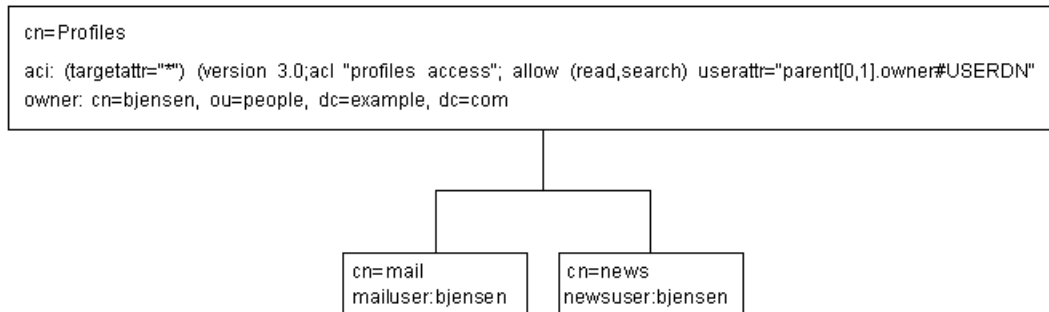 cn=Profiles
aci: (targetattr="*") (version 3.0;acl "profiles access"; allow (read,search) userattr="parent[0,1].owner#USERDN"
owner: cn=bjensen, ou=people, dc=example, dc=com
cn=mail
mailuser:bjensen
cn=news
newsuser:bjensen